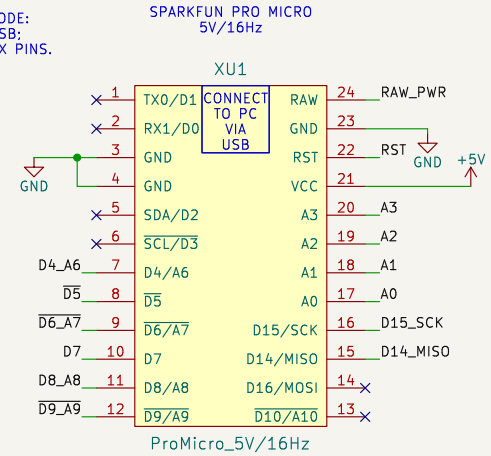 ODE:
SB;
X PINS.
SPARKFUN PRO MICRO
5V/16Hz
XU1
CONNECT
TO PC
VIA
USB
1 TX0/D1 RAW 24 RAW_PWR
2 RX1/D0 GND 23
GND
3 GND RST 22 RST
GND
+5V
4 GND VCC 21
5 SDA/D2 A3 20 A3
6 SCL/D3 A2 19 A2
D4_A6 7 D4/A6 A1 18 A1
D5 8 D5 A0 17 A0
D6_A7 9 D6/A7 D15/SCK 16 D15_SCK
D7 10 D7 D14/MISO 15 D14_MISO
D8_A8 11 D8/A8 D16/MOSI 14
D9_A9 12 D9/A9 D10/A10 13
ProMicro_5V/16Hz